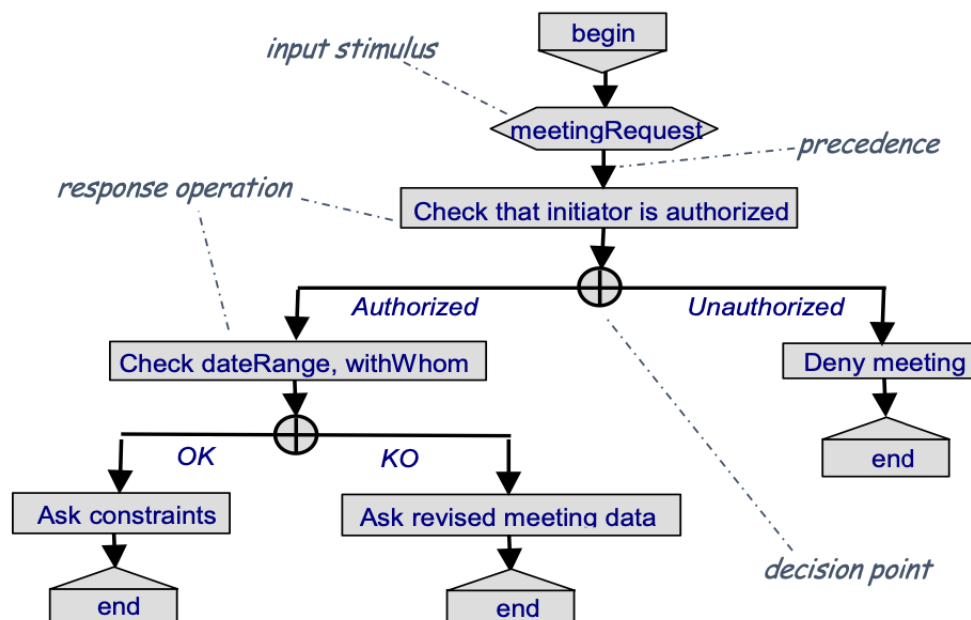 begin
input stimulus
meetingRequest
precedence
response operation
Check that initiator is authorized
Authorized
Unauthorized
Check dateRange, withWhom
Deny meeting
OK
KO
end
Ask constraints
Ask revised meeting data
decision point
end
end